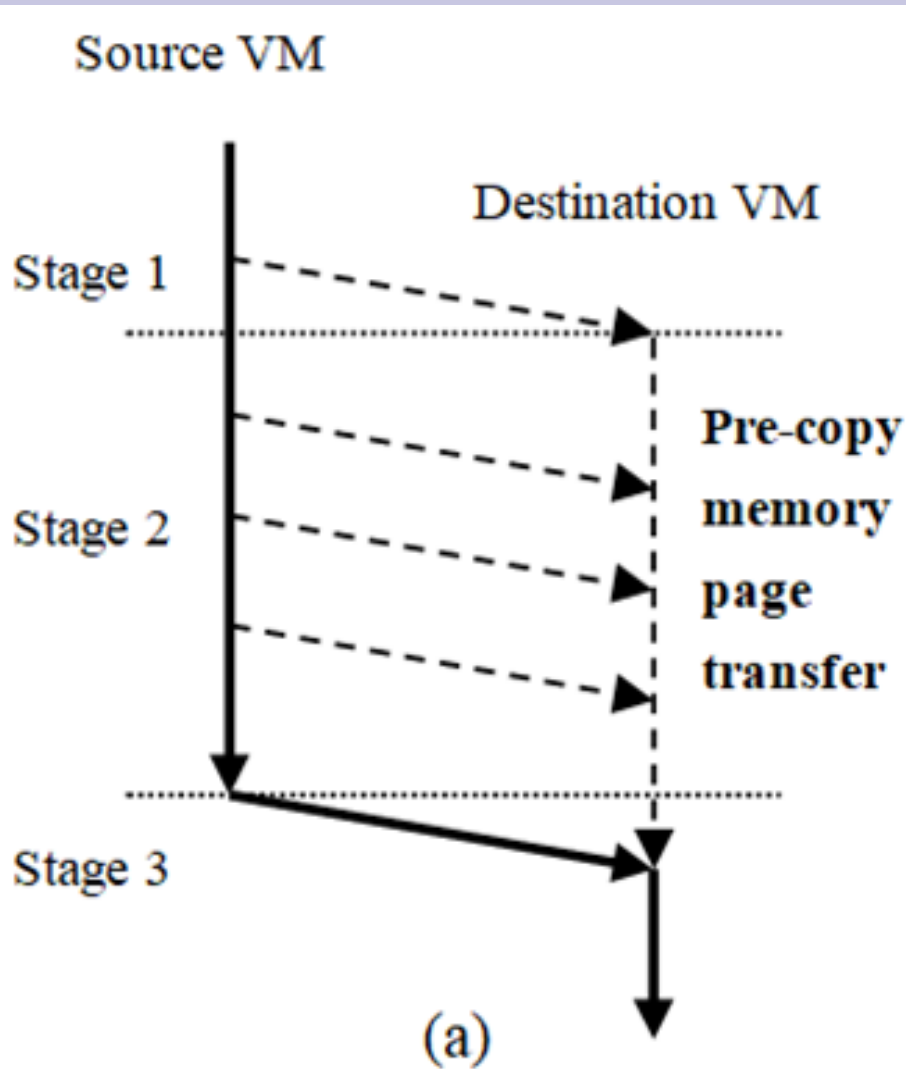 Source VM
Destination VM
Stage 1
Pre-copy
memory
page
transfer
Stage 2
Stage 3
(a)